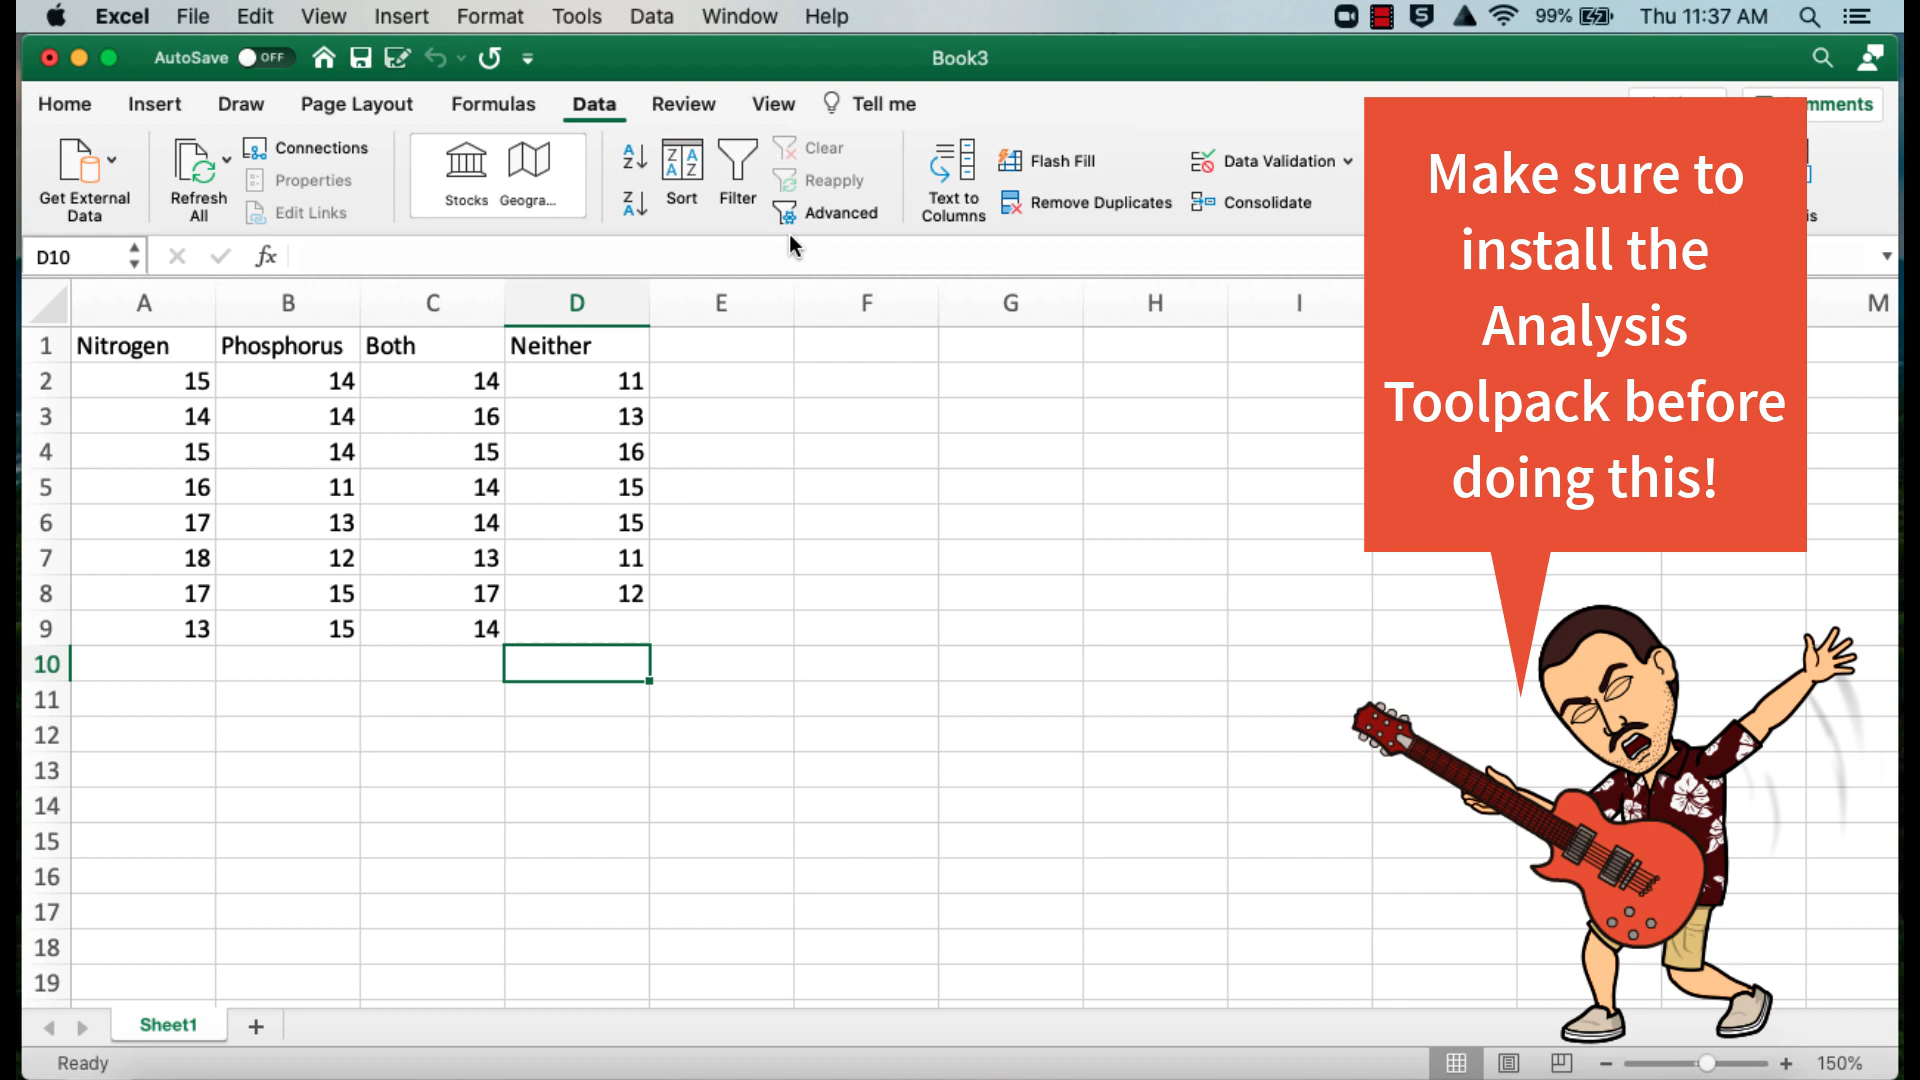 Excel File Edit View Insert Format Tools Data Window Help 99% Thu 11:37 AM
AutoSave OFF Book3
Home Insert Draw Page Layout Formulas Data Review View Tell me mments
Get External Data
Refresh All
Connections
Properties
Edit Links
Stocks Geogra...
Sort Filter
Clear
Reapply
Advanced
Text to Columns
Flash Fill
Remove Duplicates
Data Validation
Consolidate
is
D10 fx
A B C D E F G H I M
1 Nitrogen Phosphorus Both Neither
2 15 14 14 11
3 14 14 16 13
4 15 14 15 16
5 16 11 14 15
6 17 13 14 15
7 18 12 13 11
8 17 15 17 12
9 13 15 14
10
11
12
13
14
15
16
17
18
19
Make sure to
install the
Analysis
Toolpack before
doing this!
Sheet1 +
Ready 150%